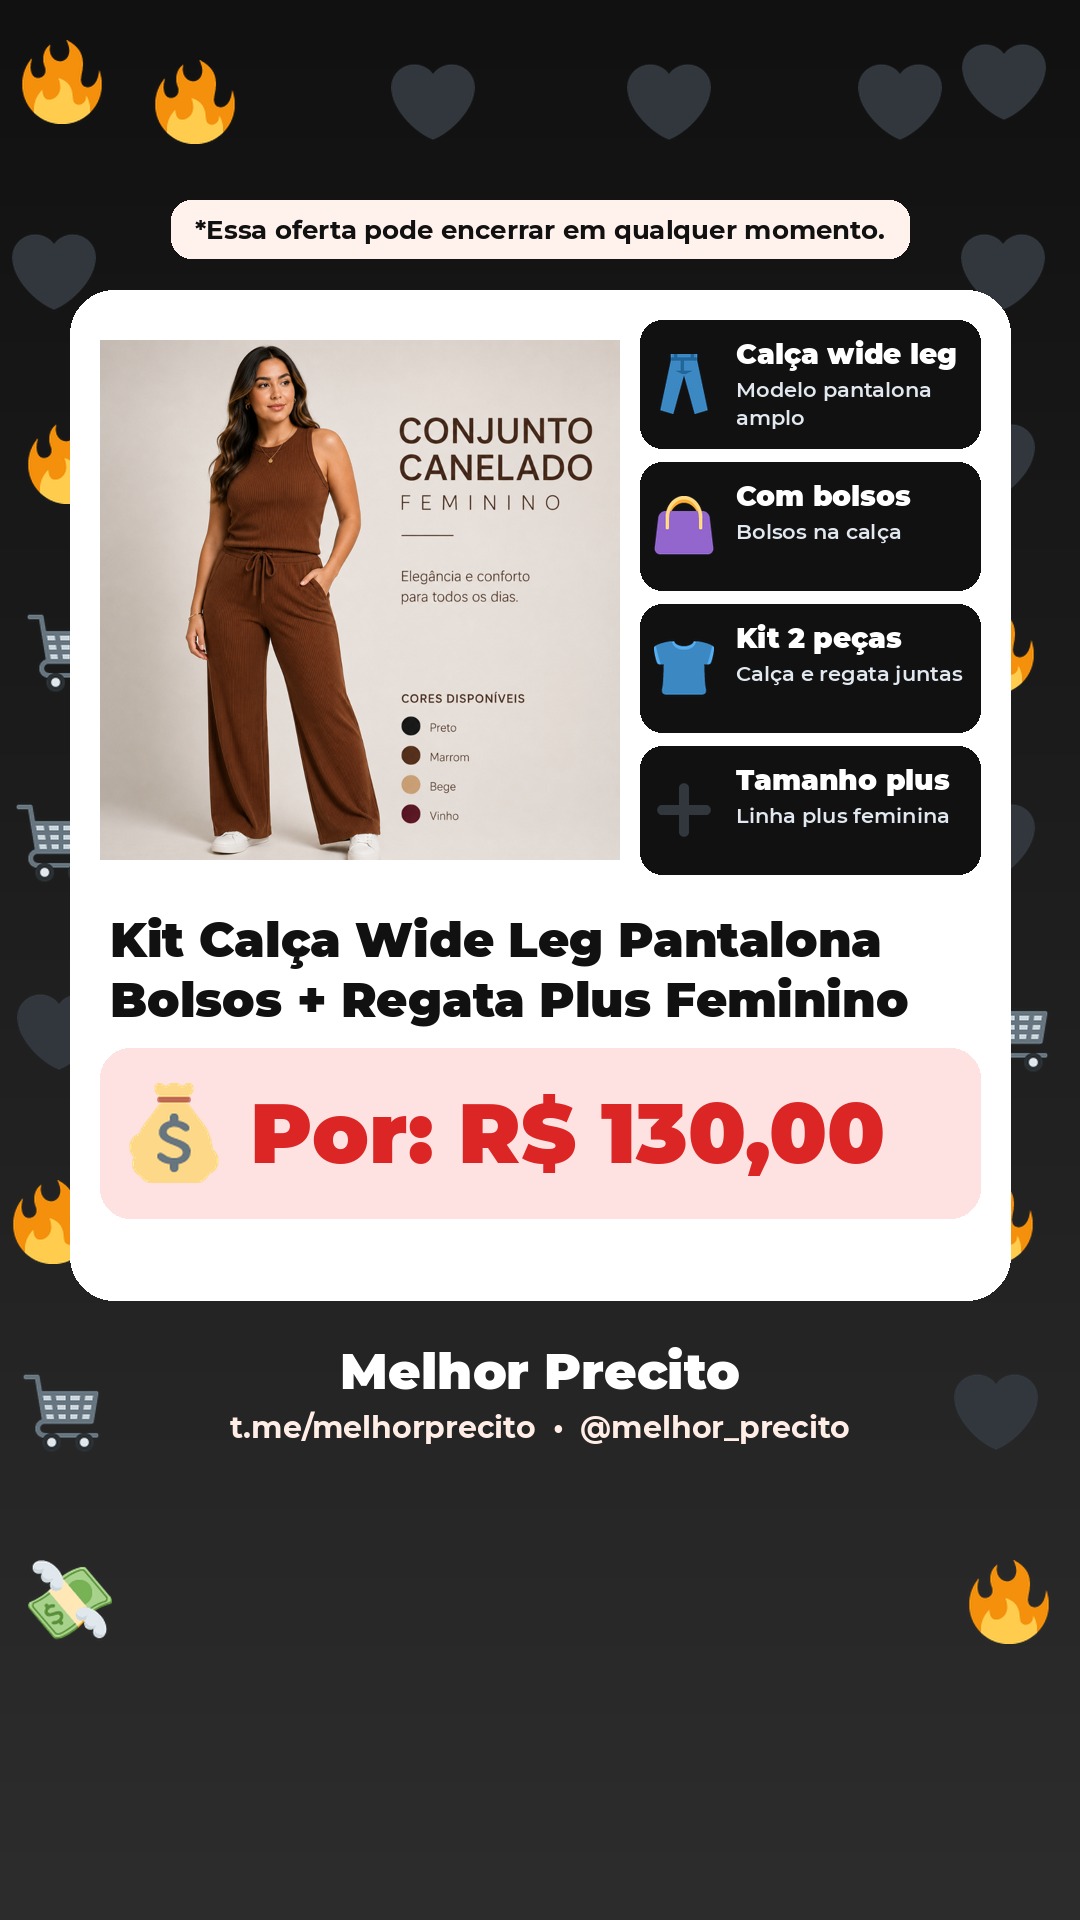 *Essa oferta pode encerrar em qualquer momento.
CONJUNTO
CANELADO
FEMININO
Elegância e conforto
para todos os dias.
CORES DISPONÍVEIS
Preto
Marrom
Bege
Vinho
Calça wide leg
Modelo pantalona
amplo
Com bolsos
Bolsos na calça
Kit 2 peças
Calça e regata juntas
Tamanho plus
Linha plus feminina
Kit Calça Wide Leg Pantalona
Bolsos + Regata Plus Feminino
Por: R$ 130,00
Melhor Precito
t.me/melhorprecito • @melhor_precito